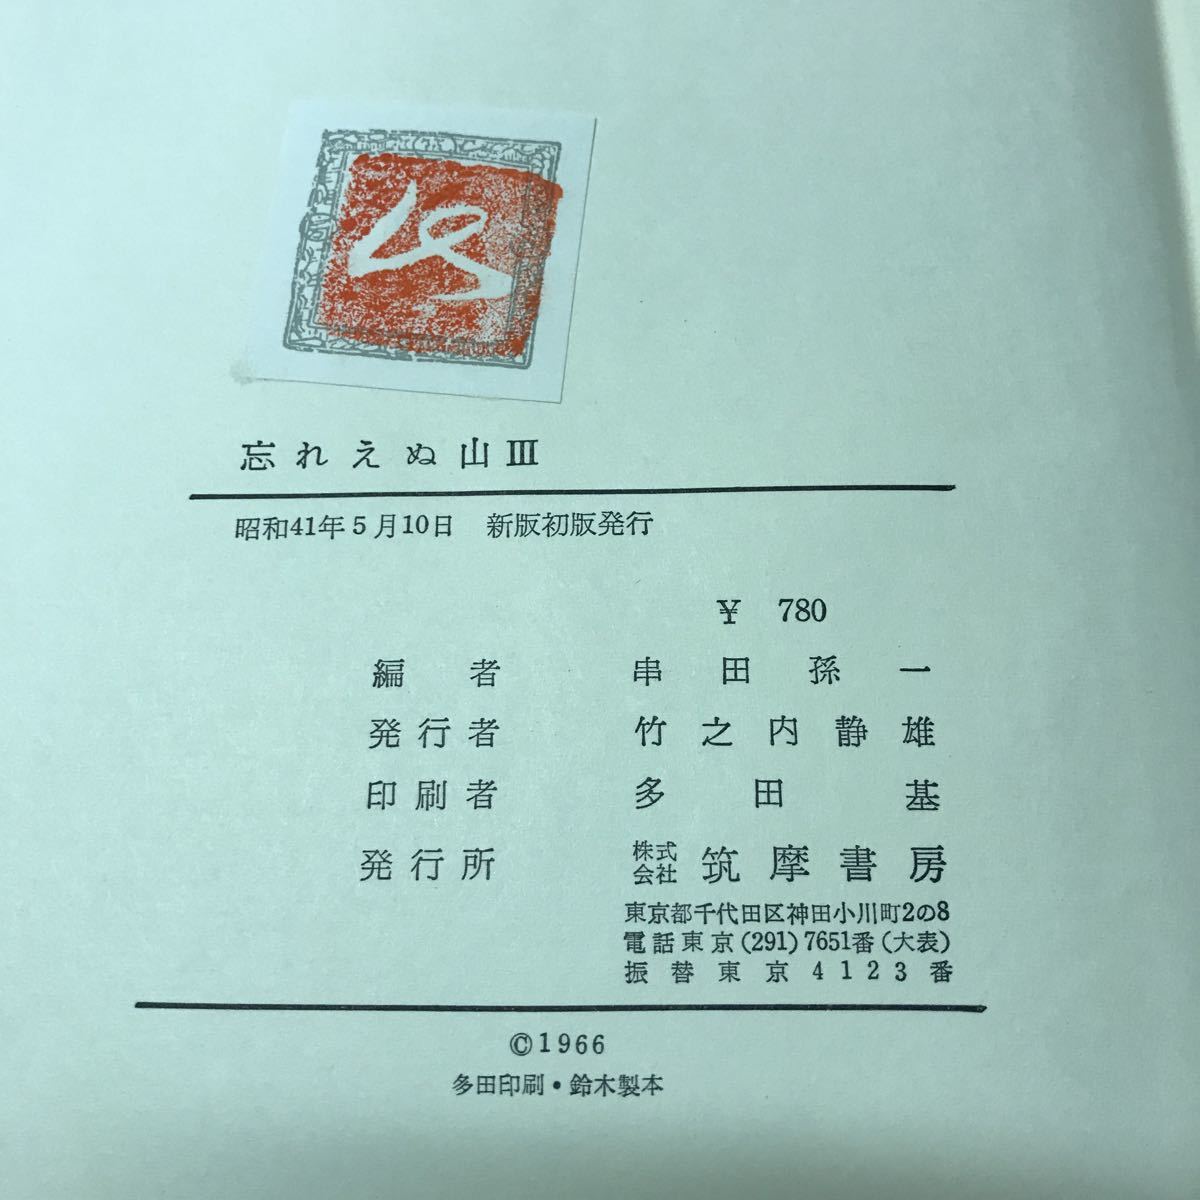 忘れえぬ山Ⅲ
昭和41年5月10日 新版初版発行
¥ 780
編者 串田孫一
発行者 竹之内静雄
印刷者 多田基
発行所 株式会社 筑摩書房
東京都千代田区神田小川町2の8
電話東京(291)7651番(大表)
振替東京4123番
©1966
多田印刷・鈴木製本